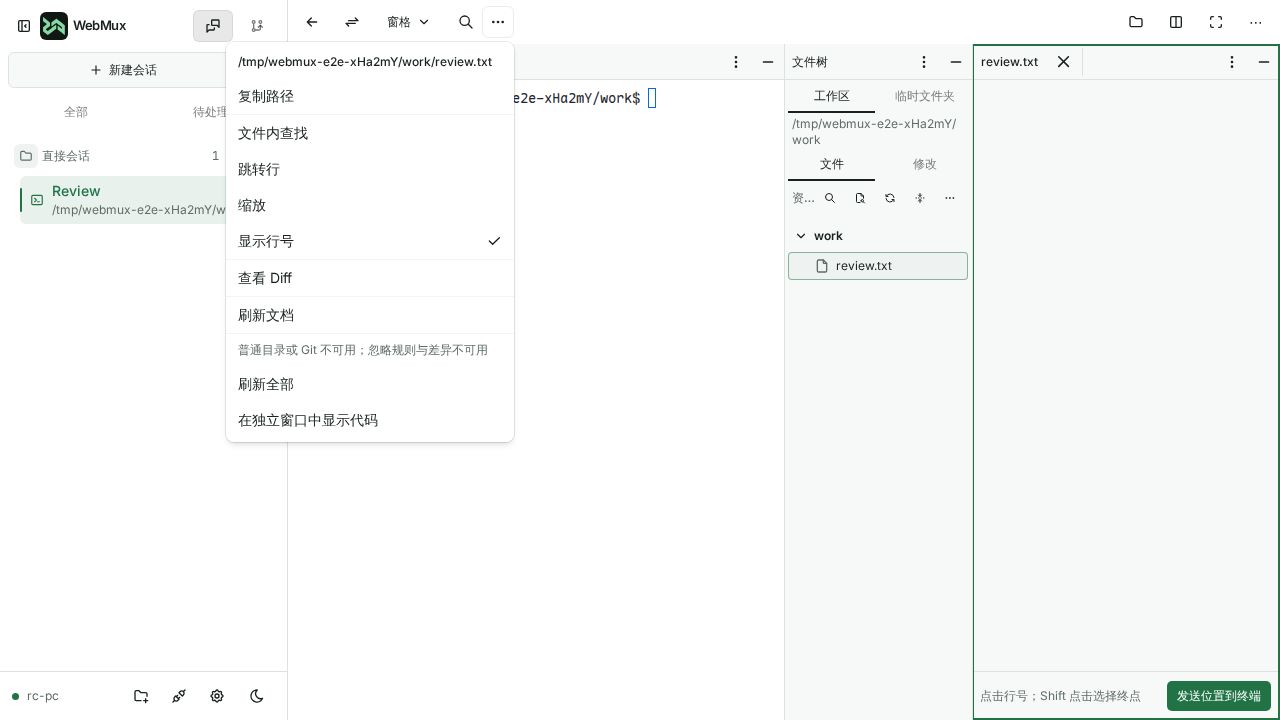 WebMux
新建会话
全部
待处理
直接会话
1
Review
/tmp/webmux-e2e-xHa2mY/w
rc-pc
窗格
/tmp/webmux-e2e-xHa2mY/work/review.txt
复制路径
文件内查找
跳转行
缩放
显示行号
查看 Diff
刷新文档
普通目录或 Git 不可用；忽略规则与差异不可用
刷新全部
在独立窗口中显示代码
e2e-xHa2mY/work$
文件树
工作区
临时文件夹
/tmp/webmux-e2e-xHa2mY/
work
文件
修改
资...
work
review.txt
review.txt
点击行号；Shift 点击选择终点
发送位置到终端